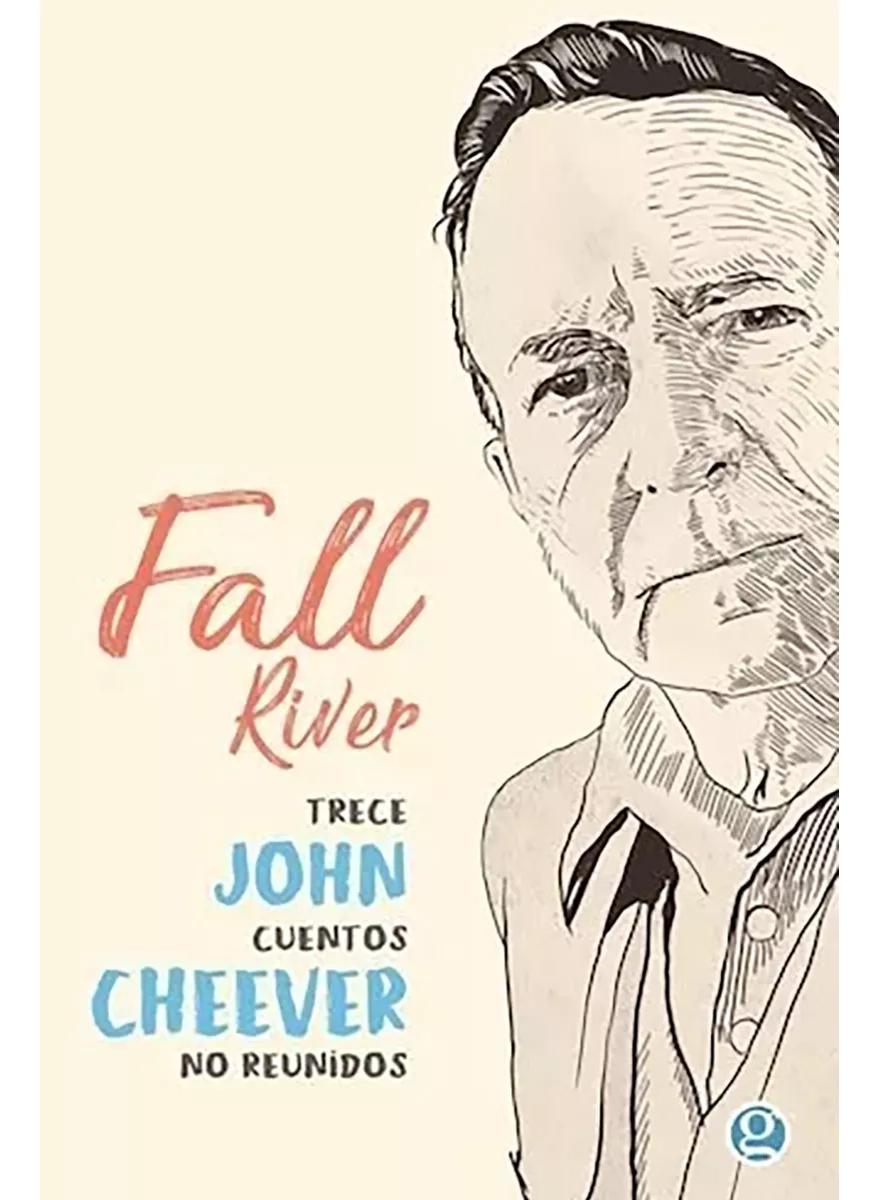 Fall
River
TRECE
JOHN
CUENTOS
CHEEVER
NO REUNiDOS
g